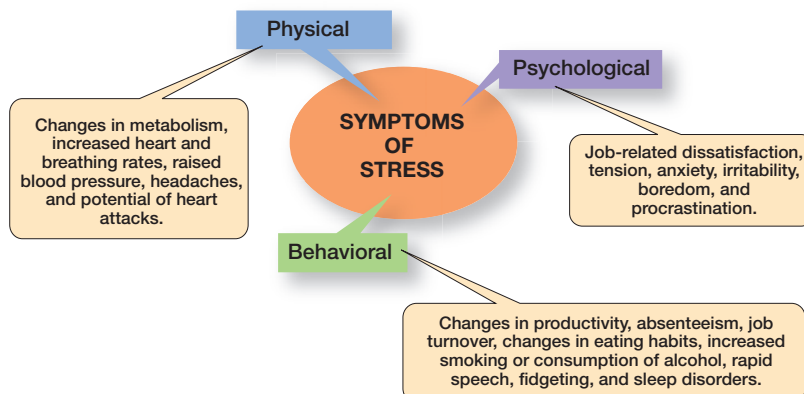 Physical
Psychological
SYMPTOMS
OF
STRESS
Changes in metabolism,
increased heart and
breathing rates, raised
blood pressure, headaches,
and potential of heart
attacks.
Job-related dissatisfaction,
tension, anxiety, irritability,
boredom, and
procrastination.
Behavioral
Changes in productivity, absenteeism, job
turnover, changes in eating habits, increased
smoking or consumption of alcohol, rapid
speech, fidgeting, and sleep disorders.